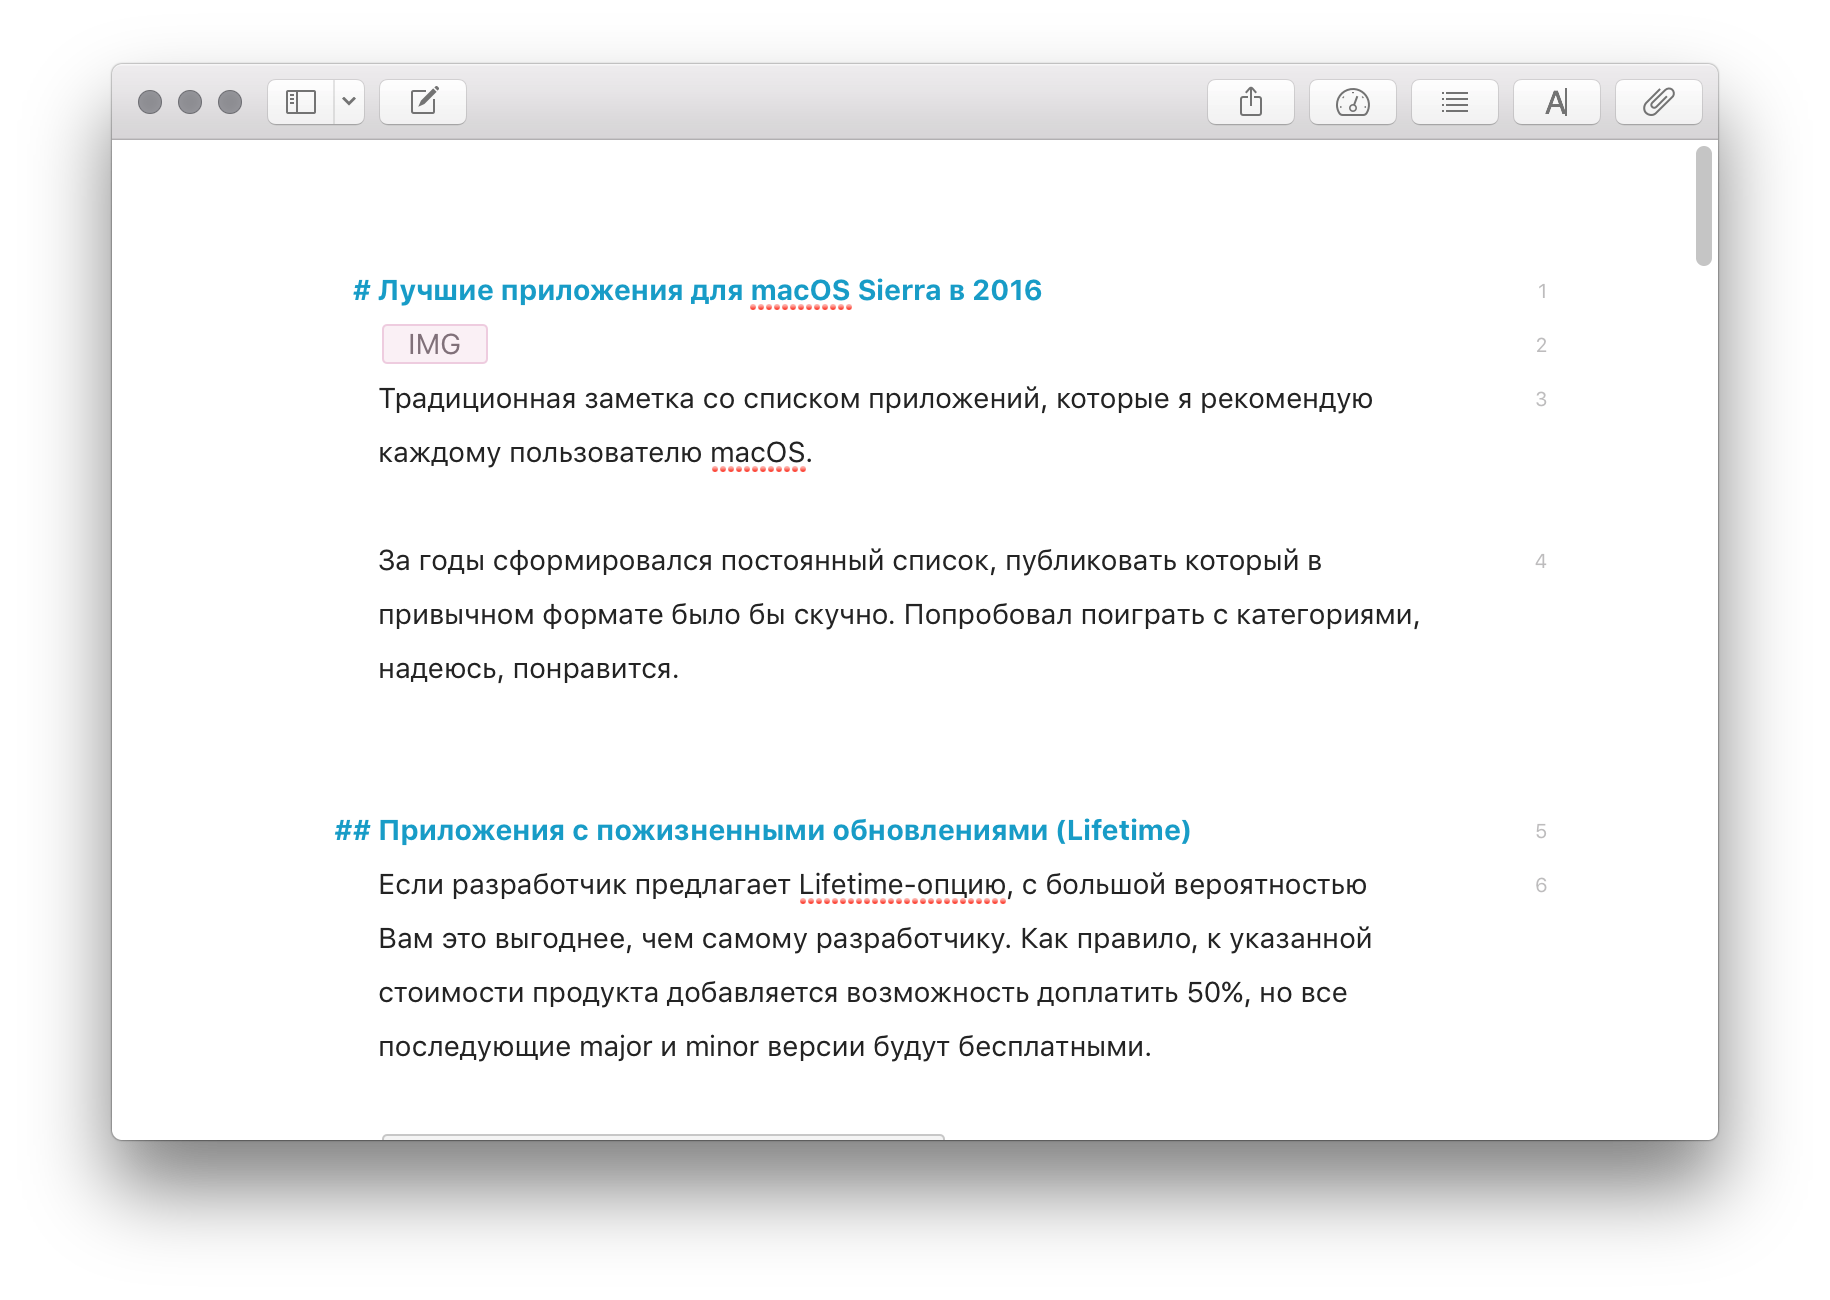 # Лучшие приложения для macOS Sierra в 2016
1
IMG
2
Традиционная заметка со списком приложений, которые я рекомендую
3
каждому пользователю macOS.
За годы сформировался постоянный список, публиковать который в
4
привычном формате было бы скучно. Попробовал поиграть с категориями,
надеюсь, понравится.
## Приложения с пожизненными обновлениями (Lifetime)
5
Если разработчик предлагает Lifetime-опцию, с большой вероятностью
6
Вам это выгоднее, чем самому разработчику. Как правило, к указанной
стоимости продукта добавляется возможность доплатить 50%, но все
последующие major и minor версии будут бесплатными.